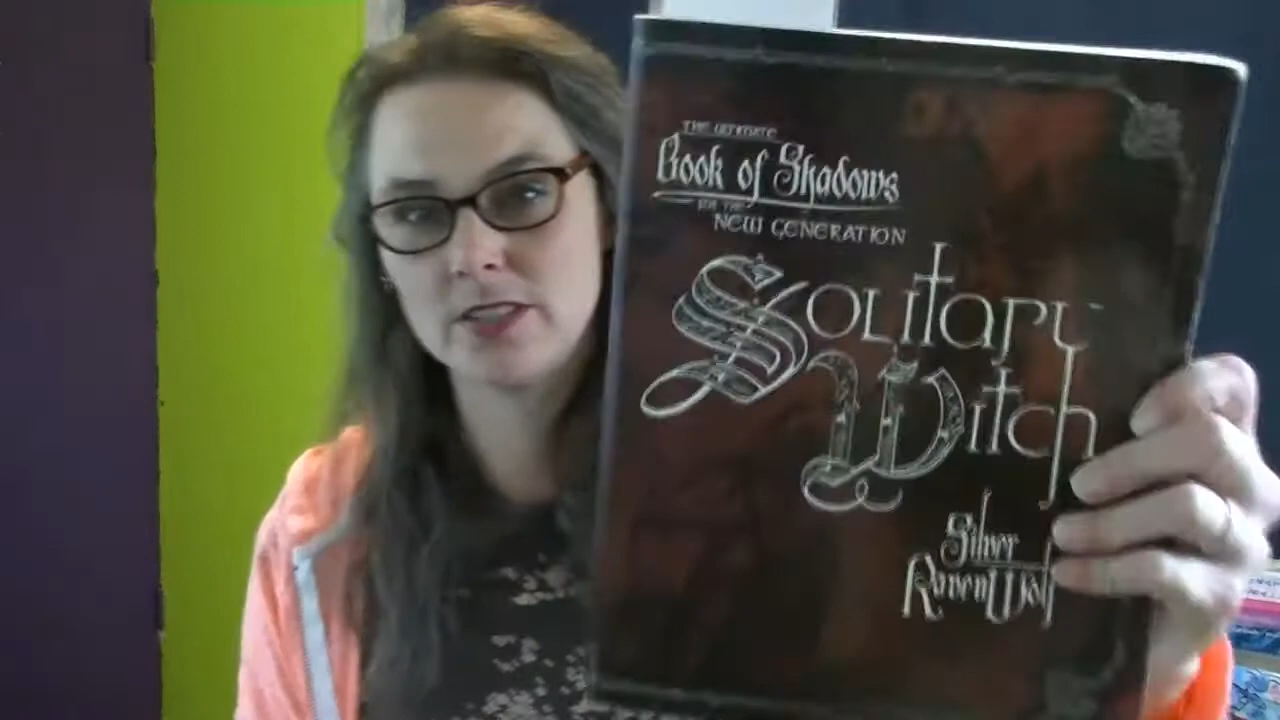 THE ULTIMATE
Book of Shadows
FOR THE
NEW GENERATION
Solitary
Witch
Silver
RavenWolf